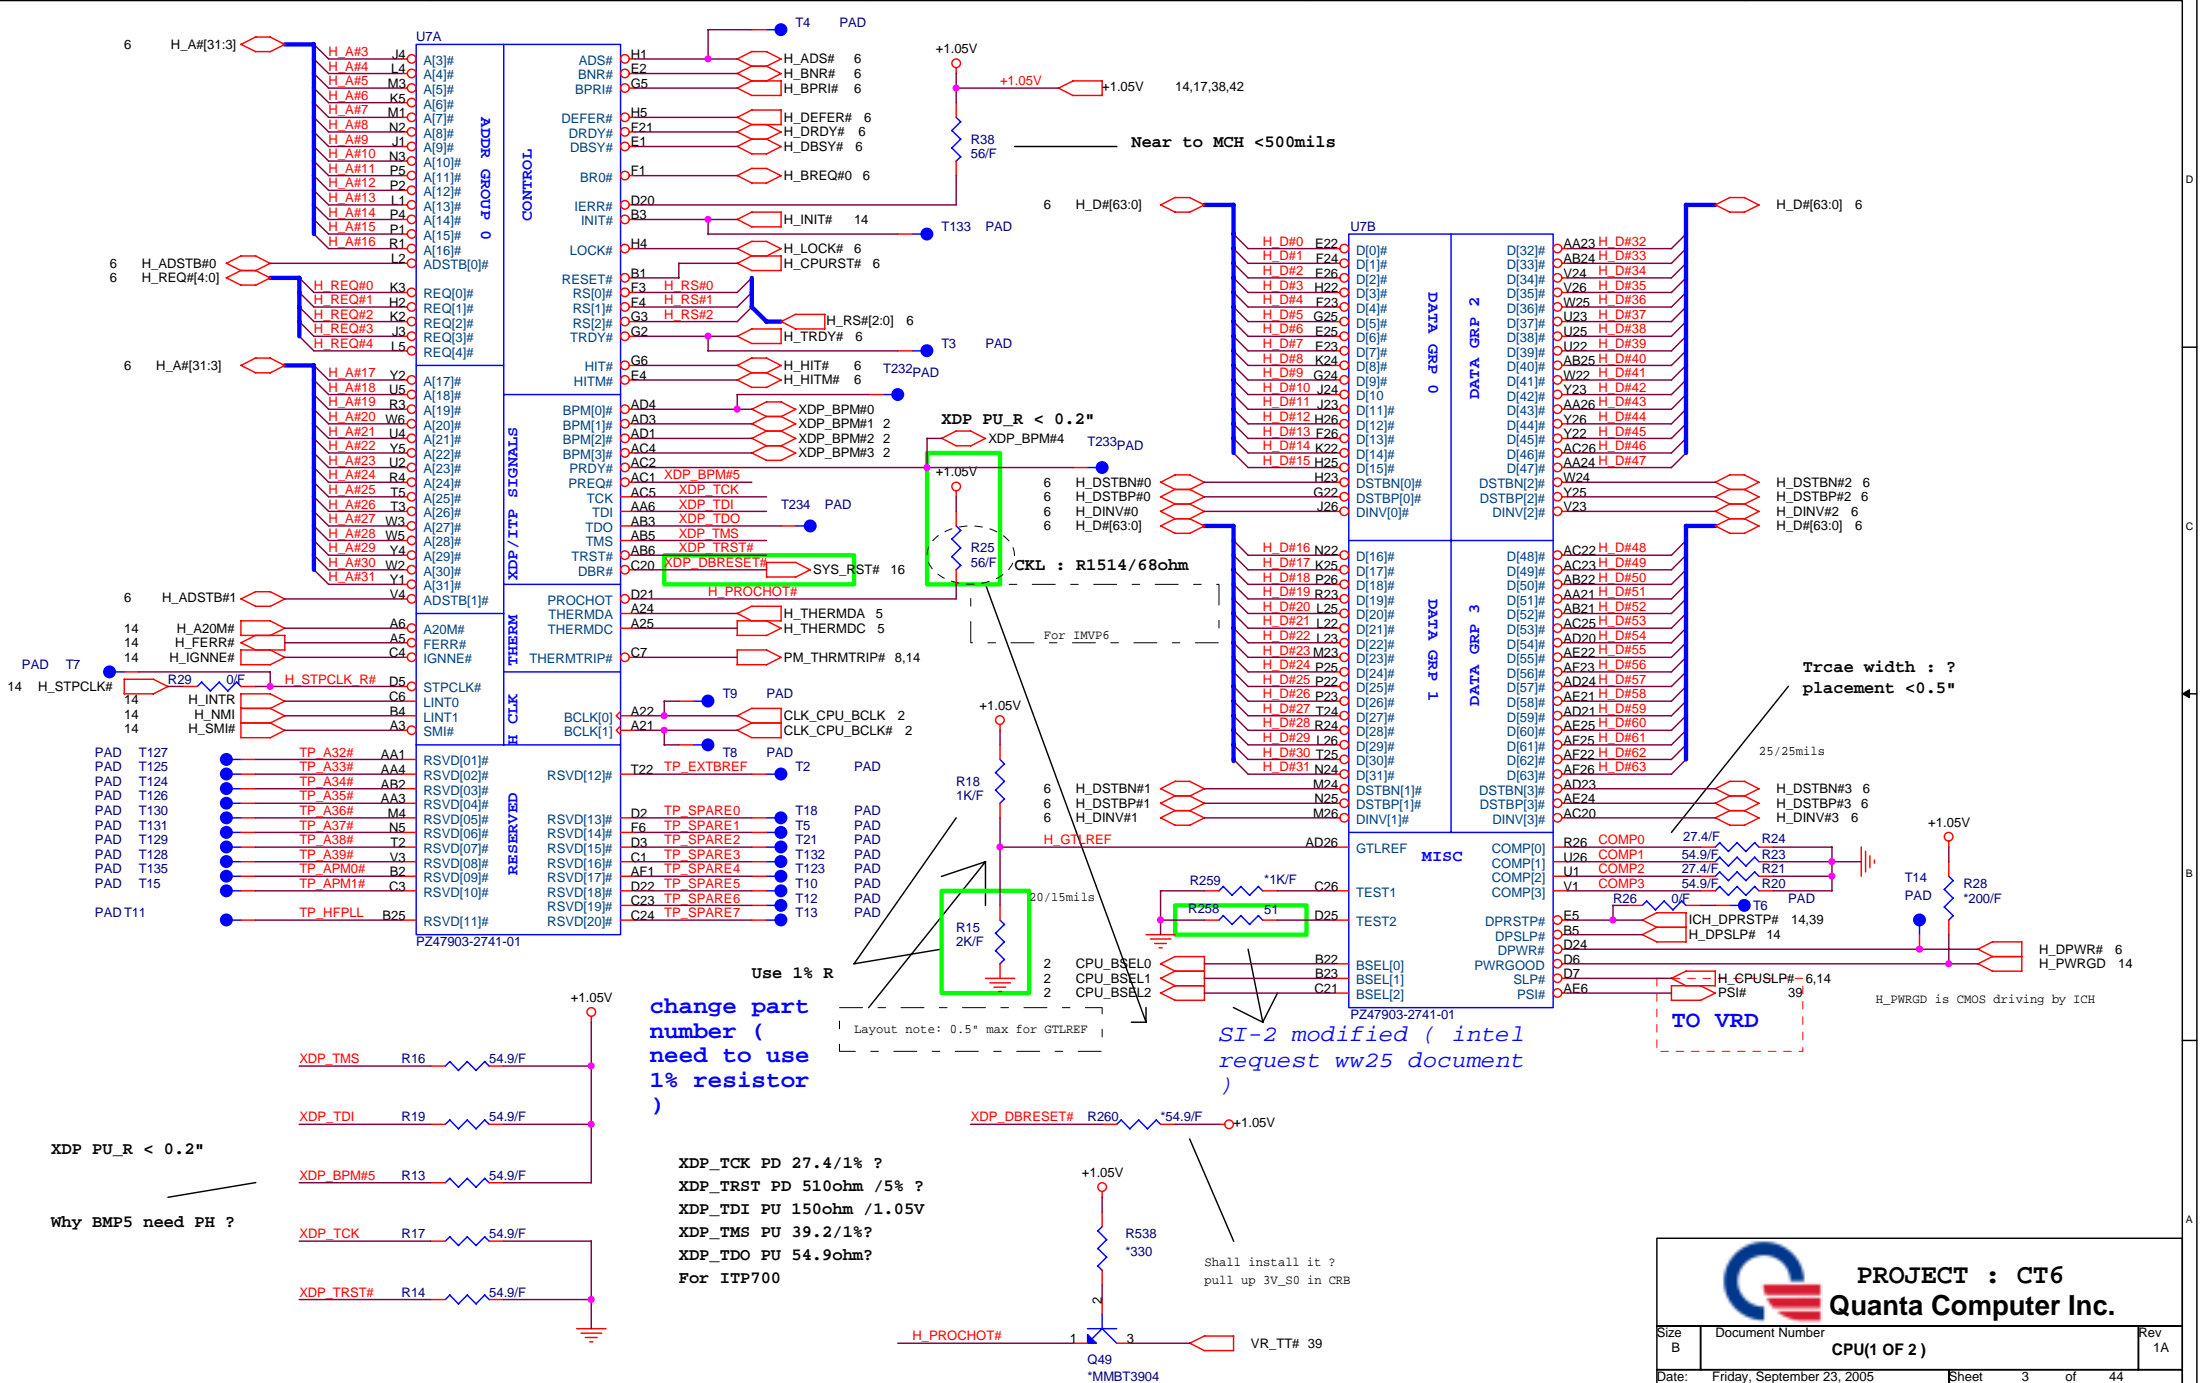 T4 PAD
U7A
6 H_A#[31:3]
H_A#3 J4 A[3]# ADS# H1 H_ADS# 6
H_A#4 L4 A[4]# BNR# E2 H_BNR# 6
H_A#5 M3 A[5]# BPRI# G5 H_BPRI# 6
H_A#6 K5 A[6]#
H_A#7 M1 A[7]# DEFER# H5 H_DEFER# 6
H_A#8 N2 A[8]# DRDY# F21 H_DRDY# 6
H_A#9 J1 A[9]# DBSY# E1 H_DBSY# 6
H_A#10 N3 A[10]#
H_A#11 P5 A[11]# BR0# F1 H_BREQ#0 6
H_A#12 P2 A[12]#
H_A#13 L1 A[13]# IERR# D20
H_A#14 P4 A[14]# INIT# B3 H_INIT# 14
H_A#15 P1 A[15]# T133 PAD
H_A#16 R1 A[16]# LOCK# H4 H_LOCK# 6
6 H_ADSTB#0 L2 ADSTB[0]# H_CPURST# 6
6 H_REQ#[4:0] RESET# B1
H_REQ#0 K3 REQ[0]# RS[0]# F3 H_RS#0
H_REQ#1 H2 REQ[1]# RS[1]# F4 H_RS#1
H_REQ#2 K2 REQ[2]# RS[2]# G3 H_RS#2 H_RS#[2:0] 6
H_REQ#3 J3 REQ[3]# TRDY# G2 H_TRDY# 6
H_REQ#4 L5 REQ[4]# T3 PAD
6 H_A#[31:3] HIT# G6 H_HIT# 6
HITM# E4 H_HITM# 6 T232 PAD
ADDR GROUP 0
CONTROL
H_A#17 Y2 A[17]#
H_A#18 U5 A[18]#
H_A#19 R3 A[19]# BPM[0]# AD4 XDP_BPM#0
H_A#20 W6 A[20]# BPM[1]# AD3 XDP_BPM#1 2
H_A#21 U4 A[21]# BPM[2]# AD1 XDP_BPM#2 2
H_A#22 Y5 A[22]# BPM[3]# AC4 XDP_BPM#3 2
H_A#23 U2 A[23]# PRDY# AC2
H_A#24 R4 A[24]# PREQ# AC1 XDP_BPM#5
H_A#25 T5 A[25]# TCK AC5 XDP_TCK
H_A#26 T3 A[26]# TDI AA6 XDP_TDI T234 PAD
H_A#27 W3 A[27]# TDO AB3 XDP_TDO
H_A#28 W5 A[28]# TMS AB5 XDP_TMS
H_A#29 Y4 A[29]# TRST# AB6 XDP_TRST#
H_A#30 W2 A[30]# DBR# C20 XDP_DBRESET# SYS_RST# 16
H_A#31 Y1 A[31]#
6 H_ADSTB#1 V4 ADSTB[1]# PROCHOT D21 H_PROCHOT#
XDP/ITP SIGNALS
THERMDA A24 H_THERMDA 5
14 H_A20M# A6 A20M# THERMDC A25 H_THERMDC 5
14 H_FERR# A5 FERR#
14 H_IGNNE# C4 IGNNE# THERMTRIP# C7 PM_THRMTRIP# 8,14
THERM
PAD T7
14 H_STPCLK# R29 0/F H_STPCLK_R# D5 STPCLK#
14 H_INTR C6 LINT0 T9 PAD
14 H_NMI B4 LINT1 BCLK[0] A22 CLK_CPU_BCLK 2
14 H_SMI# A3 SMI# BCLK[1] A21 CLK_CPU_BCLK# 2
H CLK
T8 PAD
PAD T127 TP_A32# AA1 RSVD[01]#
PAD T125 TP_A33# AA4 RSVD[02]# RSVD[12]# T22 TP_EXTBREF T2 PAD
PAD T124 TP_A34# AB2 RSVD[03]#
PAD T126 TP_A35# AA3 RSVD[04]#
PAD T130 TP_A36# M4 RSVD[05]# RSVD[13]# D2 TP_SPARE0 T18 PAD
PAD T131 TP_A37# N5 RSVD[06]# RSVD[14]# F6 TP_SPARE1 T5 PAD
PAD T129 TP_A38# T2 RSVD[07]# RSVD[15]# D3 TP_SPARE2 T21 PAD
PAD T128 TP_A39# V3 RSVD[08]# RSVD[16]# C1 TP_SPARE3 T132 PAD
PAD T135 TP_APM0# B2 RSVD[09]# RSVD[17]# AF1 TP_SPARE4 T123 PAD
PAD T15 TP_APM1# C3 RSVD[10]# RSVD[18]# D22 TP_SPARE5 T10 PAD
RSVD[19]# C23 TP_SPARE6 T12 PAD
PAD T11 TP_HFPLL B25 RSVD[11]# RSVD[20]# C24 TP_SPARE7 T13 PAD
RESERVED
PZ47903-2741-01
+1.05V
+1.05V +1.05V 14,17,38,42
R38
56/F
Near to MCH <500mils
XDP PU_R < 0.2"
XDP_BPM#4
T233 PAD
+1.05V
R25
56/F
CKL : R1514/68ohm
For IMVP6
+1.05V
R18
1K/F
H_GTLREF
20/15mils
R15
2K/F
Use 1% R
change part
number (
need to use
1% resistor
)
Layout note: 0.5" max for GTLREF
U7B
6 H_D#[63:0] H_D#[63:0] 6
H_D#0 E22 D[0]# D[32]# AA23 H_D#32
H_D#1 F24 D[1]# D[33]# AB24 H_D#33
H_D#2 E26 D[2]# D[34]# V24 H_D#34
H_D#3 H22 D[3]# D[35]# V26 H_D#35
H_D#4 F23 D[4]# D[36]# W25 H_D#36
H_D#5 G25 D[5]# D[37]# U23 H_D#37
H_D#6 E25 D[6]# D[38]# U25 H_D#38
H_D#7 E23 D[7]# D[39]# U22 H_D#39
H_D#8 K24 D[8]# D[40]# AB25 H_D#40
H_D#9 G24 D[9]# D[41]# W22 H_D#41
H_D#10 J24 D[10 D[42]# Y23 H_D#42
H_D#11 J23 D[11]# D[43]# AA26 H_D#43
H_D#12 H26 D[12]# D[44]# Y26 H_D#44
H_D#13 F26 D[13]# D[45]# Y22 H_D#45
H_D#14 K22 D[14]# D[46]# AC26 H_D#46
H_D#15 H25 D[15]# D[47]# AA24 H_D#47
6 H_DSTBN#0 H23 DSTBN[0]# DSTBN[2]# W24 H_DSTBN#2 6
6 H_DSTBP#0 G22 DSTBP[0]# DSTBP[2]# Y25 H_DSTBP#2 6
6 H_DINV#0 J26 DINV[0]# DINV[2]# V23 H_DINV#2 6
6 H_D#[63:0] H_D#[63:0] 6
DATA GRP 0
DATA GRP 2
H_D#16 N22 D[16]# D[48]# AC22 H_D#48
H_D#17 K25 D[17]# D[49]# AC23 H_D#49
H_D#18 P26 D[18]# D[50]# AB22 H_D#50
H_D#19 R23 D[19]# D[51]# AA21 H_D#51
H_D#20 L25 D[20]# D[52]# AB21 H_D#52
H_D#21 L22 D[21]# D[53]# AC25 H_D#53
H_D#22 L23 D[22]# D[54]# AD20 H_D#54
H_D#23 M23 D[23]# D[55]# AE22 H_D#55
H_D#24 P25 D[24]# D[56]# AF23 H_D#56
H_D#25 P22 D[25]# D[57]# AD24 H_D#57
H_D#26 P23 D[26]# D[58]# AE21 H_D#58
H_D#27 T24 D[27]# D[59]# AD21 H_D#59
H_D#28 R24 D[28]# D[60]# AE25 H_D#60
H_D#29 L26 D[29]# D[61]# AF25 H_D#61
H_D#30 T25 D[30]# D[62]# AF22 H_D#62
H_D#31 N24 D[31]# D[63]# AF26 H_D#63
6 H_DSTBN#1 M24 DSTBN[1]# DSTBN[3]# AD23 H_DSTBN#3 6
6 H_DSTBP#1 N25 DSTBP[1]# DSTBP[3]# AE24 H_DSTBP#3 6
6 H_DINV#1 M26 DINV[1]# DINV[3]# AC20 H_DINV#3 6
DATA GRP 1
DATA GRP 3
Trcae width : ?
placement <0.5"
25/25mils
AD26 GTLREF MISC COMP[0] R26 COMP0 27.4/F R24
COMP[1] U26 COMP1 54.9/F R23
COMP[2] U1 COMP2 27.4/F R21
R259 *1K/F C26 TEST1 COMP[3] V1 COMP3 54.9/F R20 PAD
R26 0/F T6
R258 51 D25 TEST2 DPRSTP# E5 ICH_DPRSTP# 14,39
DPSLP# B5 H_DPSLP# 14
DPWR# D24 H_DPWR# 6
2 CPU_BSEL0 B22 BSEL[0] PWRGOOD D6 H_PWRGD 14
2 CPU_BSEL1 B23 BSEL[1] SLP# D7 H_CPUSLP# 6,14
2 CPU_BSEL2 C21 BSEL[2] PSI# AE6 PSI# 39
PZ47903-2741-01
T14
PAD
+1.05V
R28
*200/F
TO VRD
H_PWRGD is CMOS driving by ICH
SI-2 modified ( intel
request ww25 document
)
+1.05V
XDP_TMS R16 54.9/F
XDP_TDI R19 54.9/F
XDP PU_R < 0.2"
XDP_BPM#5 R13 54.9/F
Why BMP5 need PH ?
XDP_TCK R17 54.9/F
XDP_TRST# R14 54.9/F
XDP_TCK PD 27.4/1% ?
XDP_TRST PD 510ohm /5% ?
XDP_TDI PU 150ohm /1.05V
XDP_TMS PU 39.2/1%?
XDP_TDO PU 54.9ohm?
For ITP700
XDP_DBRESET# R260 *54.9/F +1.05V
+1.05V
R538
*330
Shall install it ?
pull up 3V_S0 in CRB
2
H_PROCHOT# 1 3 VR_TT# 39
Q49
*MMBT3904
D
C
B
A
PROJECT : CT6
Quanta Computer Inc.
Size Document Number Rev
B CPU(1 OF 2 ) 1A
Date: Friday, September 23, 2005 Sheet 3 of 44